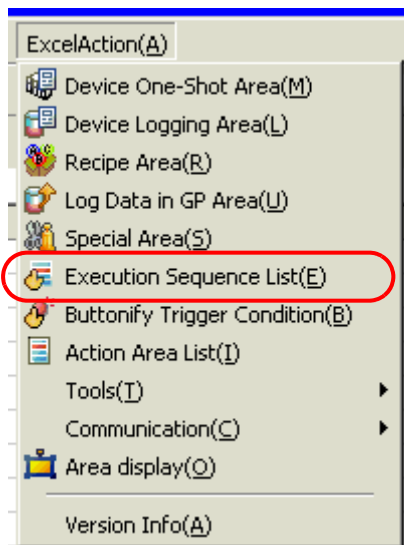 ExcelAction(A)
Device One-Shot Area(M)
Device Logging Area(L)
Recipe Area(R)
Log Data in GP Area(U)
Special Area(S)
Execution Sequence List(E)
Buttonify Trigger Condition(B)
Action Area List(I)
Tools(T)
Communication(C)
Area display(O)
Version Info(A)